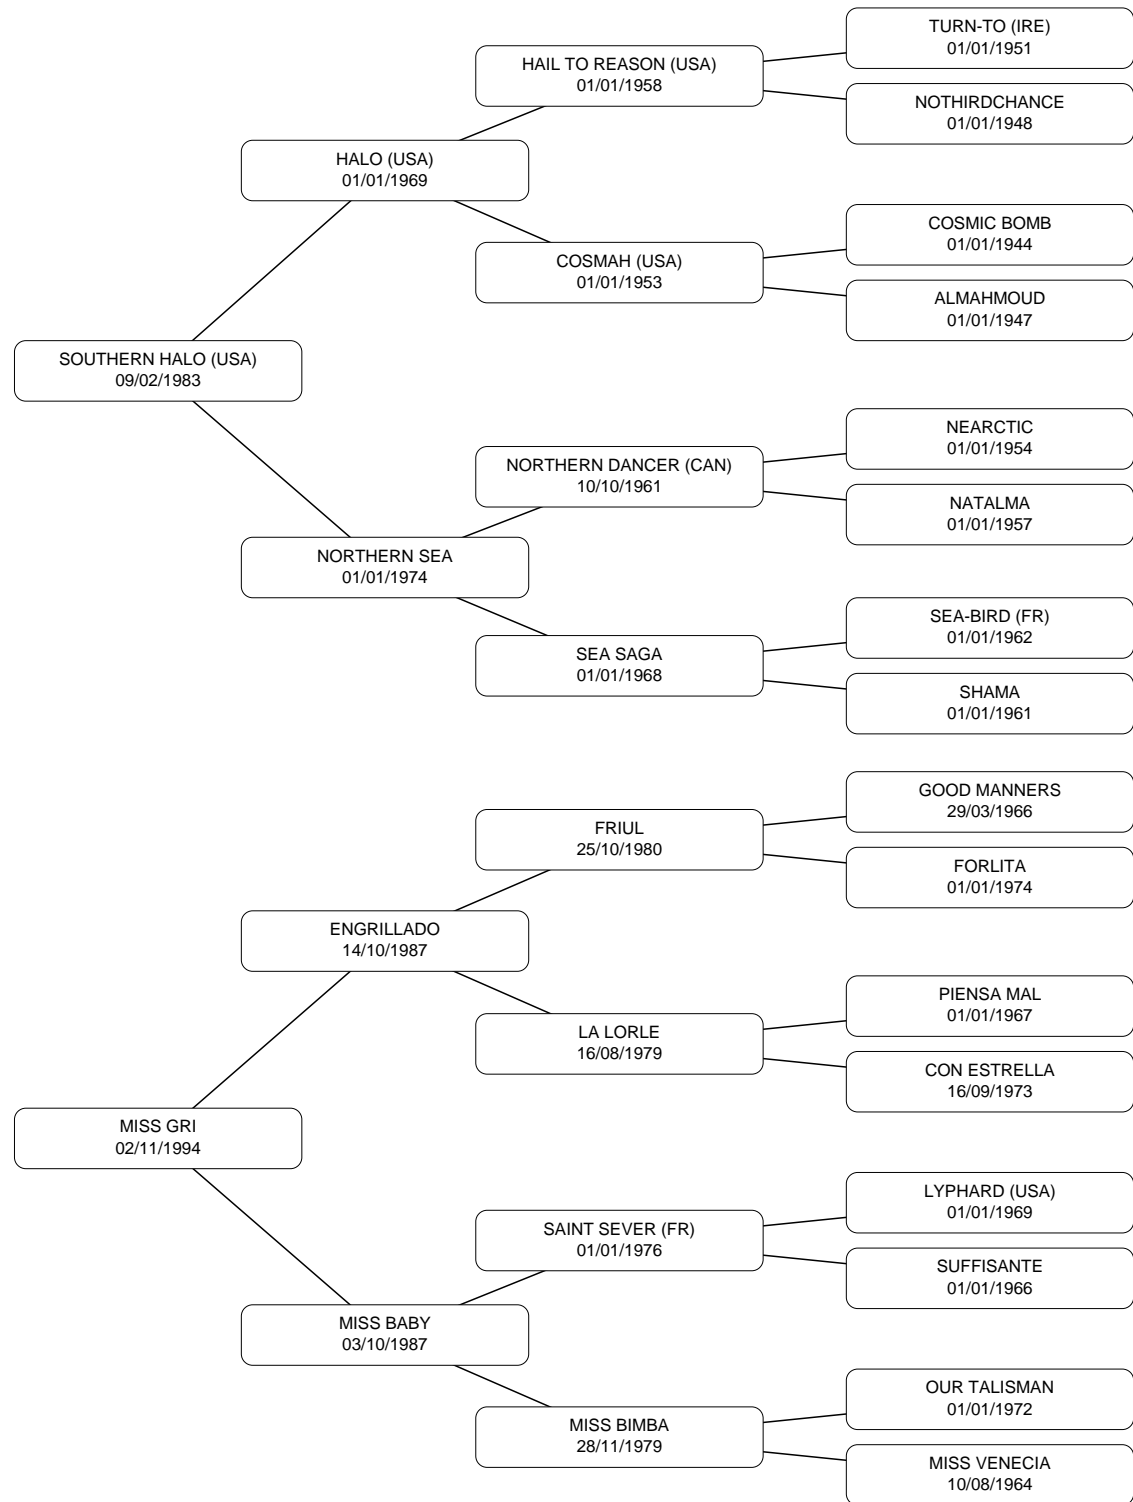 TURN-TO (IRE)
01/01/1951
HAIL TO REASON (USA)
01/01/1958
NOTHIRDCHANCE
01/01/1948
HALO (USA)
01/01/1969
COSMIC BOMB
01/01/1944
COSMAH (USA)
01/01/1953
ALMAHMOUD
01/01/1947
SOUTHERN HALO (USA)
09/02/1983
NEARCTIC
01/01/1954
NORTHERN DANCER (CAN)
10/10/1961
NATALMA
01/01/1957
NORTHERN SEA
01/01/1974
SEA-BIRD (FR)
01/01/1962
SEA SAGA
01/01/1968
SHAMA
01/01/1961
GOOD MANNERS
29/03/1966
FRIUL
25/10/1980
FORLITA
01/01/1974
ENGRILLADO
14/10/1987
PIENSA MAL
01/01/1967
LA LORLE
16/08/1979
CON ESTRELLA
16/09/1973
MISS GRI
02/11/1994
LYPHARD (USA)
01/01/1969
SAINT SEVER (FR)
01/01/1976
SUFFISANTE
01/01/1966
MISS BABY
03/10/1987
OUR TALISMAN
01/01/1972
MISS BIMBA
28/11/1979
MISS VENECIA
10/08/1964